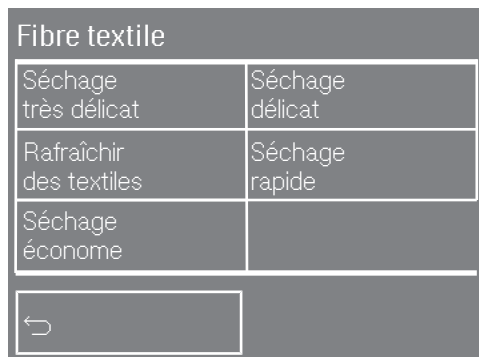 Fibre textile
Séchage
très délicat
Séchage
délicat
Rafraîchir
des textiles
Séchage
rapide
Séchage
économe